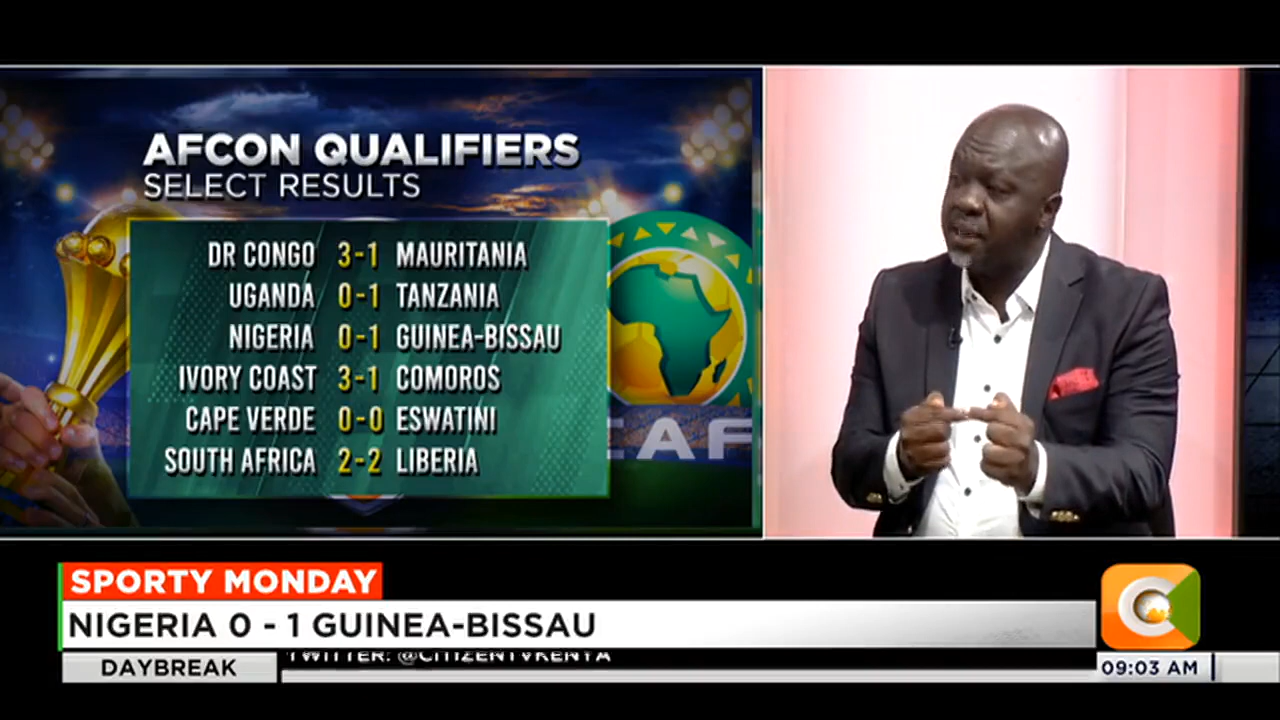 AFCON QUALIFIERS
SELECT RESULTS
DR CONGO 3-1 MAURITANIA
UGANDA 0-1 TANZANIA
NIGERIA 0-1 GUINEA-BISSAU
IVORY COAST 3-1 COMOROS
CAPE VERDE 0-0 ESWATINI
SOUTH AFRICA 2-2 LIBERIA
CAF
SPORTY MONDAY
NIGERIA 0 - 1 GUINEA-BISSAU
DAYBREAK
TWITTER: @CITIZENTVKENYA
09:03 AM